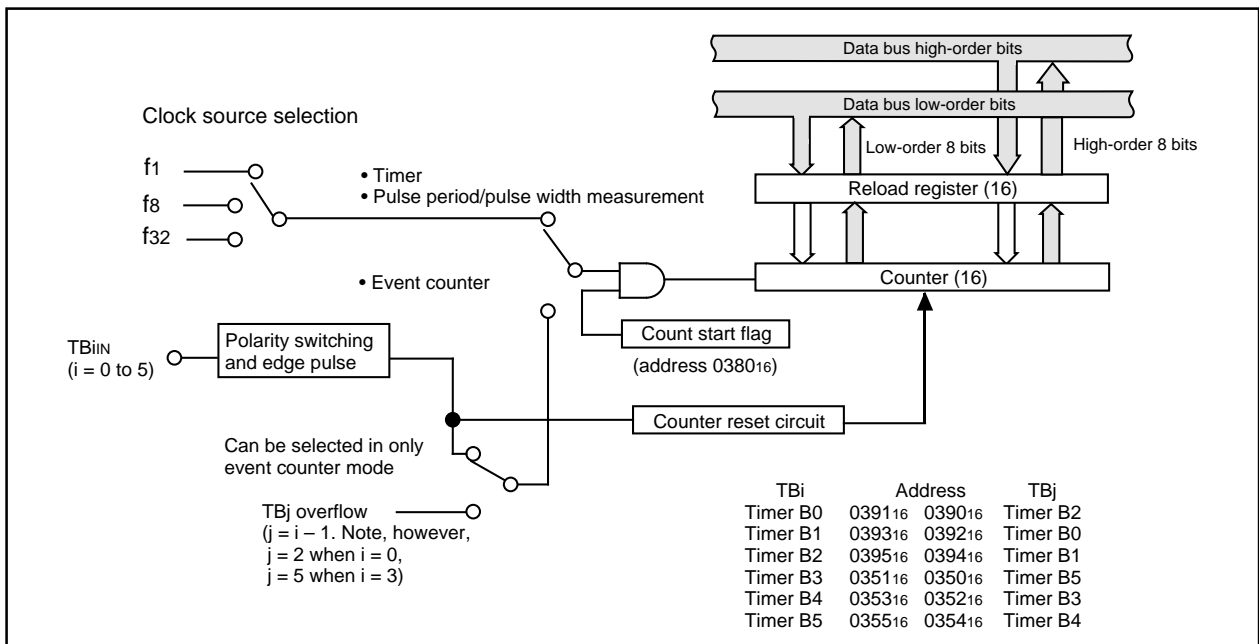 Data bus high-order bits
Data bus low-order bits
Clock source selection
Low-order 8 bits
High-order 8 bits
f1
• Timer
• Pulse period/pulse width measurement
Reload register (16)
f8
f32
• Event counter
Counter (16)
Count start flag
(address 038016)
TBiIN
(i = 0 to 5)
Polarity switching
and edge pulse
Counter reset circuit
Can be selected in only
event counter mode
TBj overflow
(j = i – 1. Note, however,
j = 2 when i = 0,
j = 5 when i = 3)
TBi Address TBj
Timer B0 039116 039016 Timer B2
Timer B1 039316 039216 Timer B0
Timer B2 039516 039416 Timer B1
Timer B3 035116 035016 Timer B5
Timer B4 035316 035216 Timer B3
Timer B5 035516 035416 Timer B4